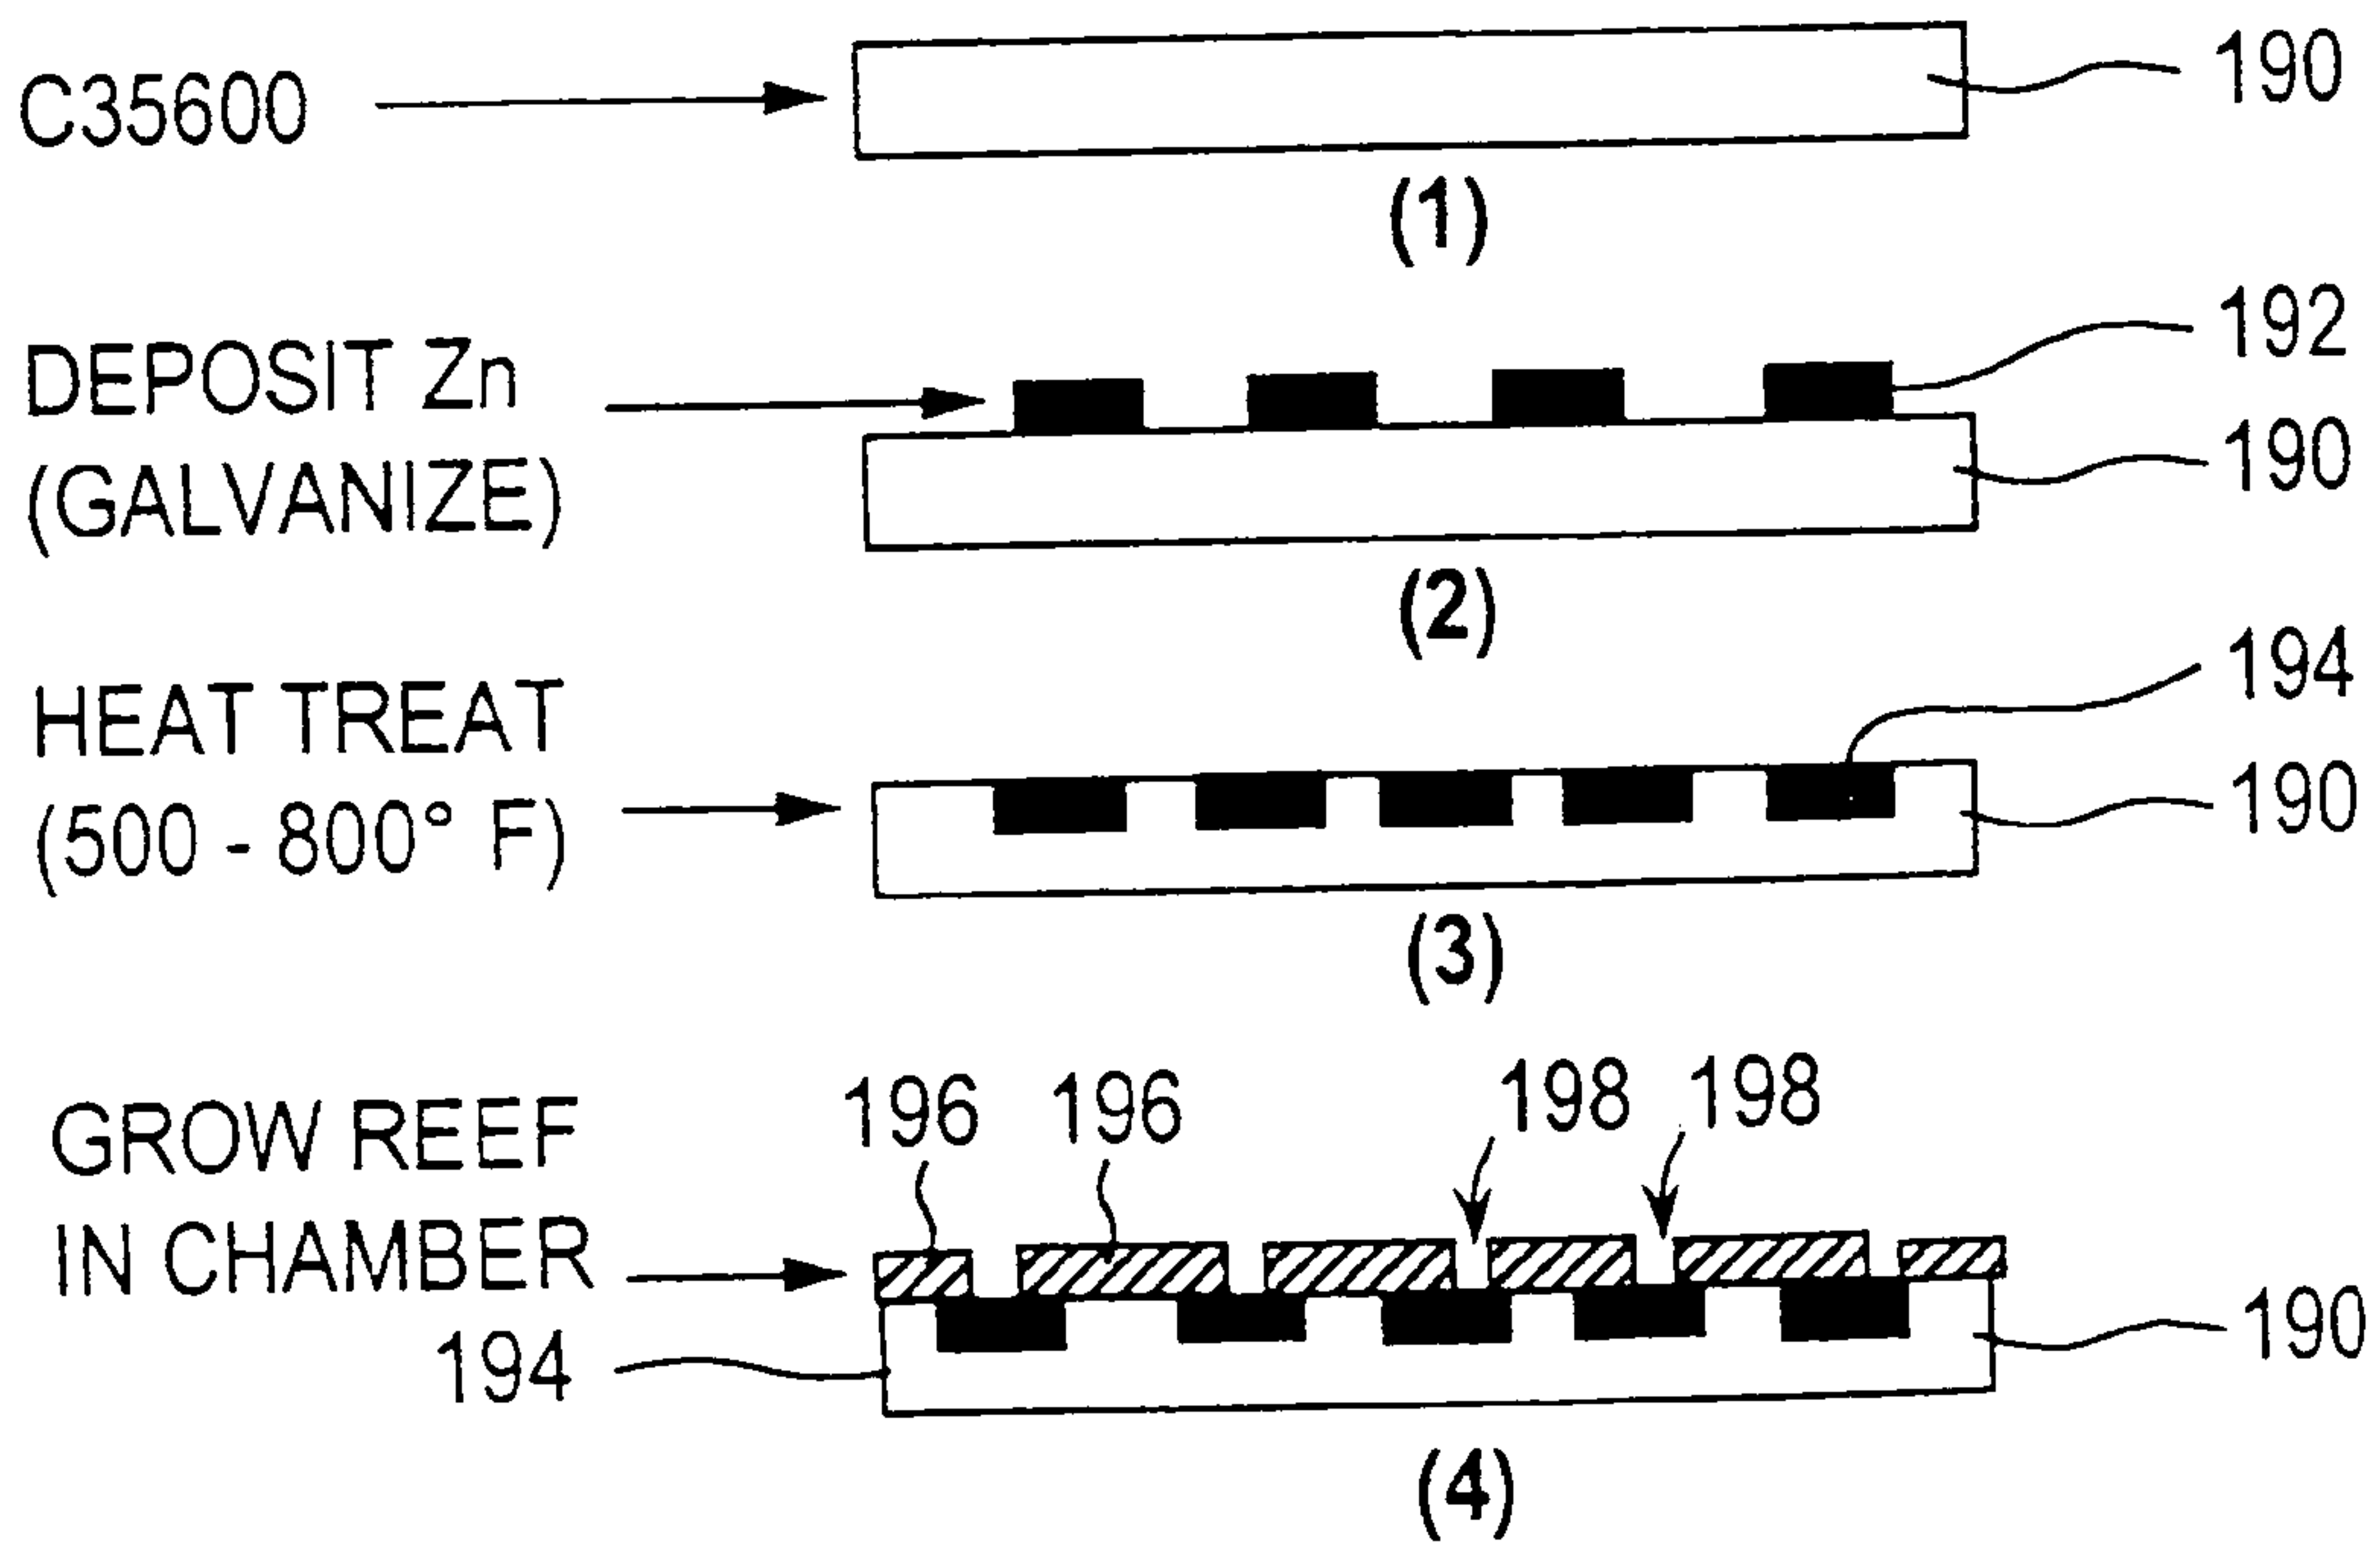 C35600
190
(1)
DEPOSIT Zn
(GALVANIZE)
192
190
(2)
HEAT TREAT
(500 - 800° F)
194
190
(3)
GROW REEF
IN CHAMBER
196 196 198 198
194
190
(4)